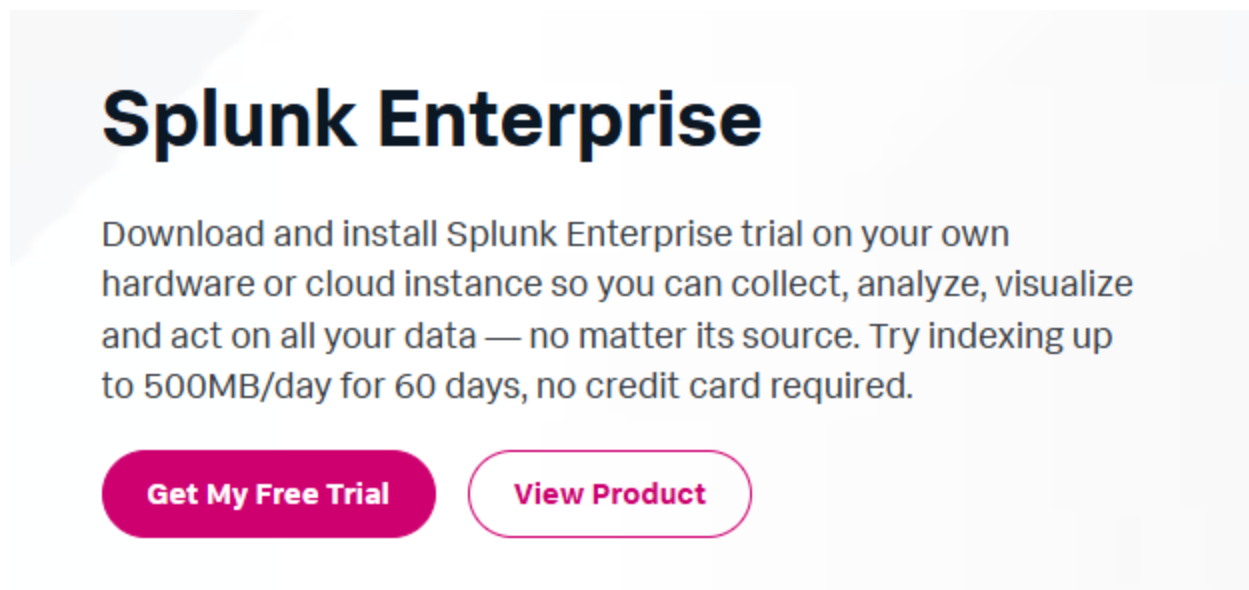 Splunk Enterprise
Download and install Splunk Enterprise trial on your own
hardware or cloud instance so you can collect, analyze, visualize
and act on all your data — no matter its source. Try indexing up
to 500MB/day for 60 days, no credit card required.
Get My Free Trial
View Product